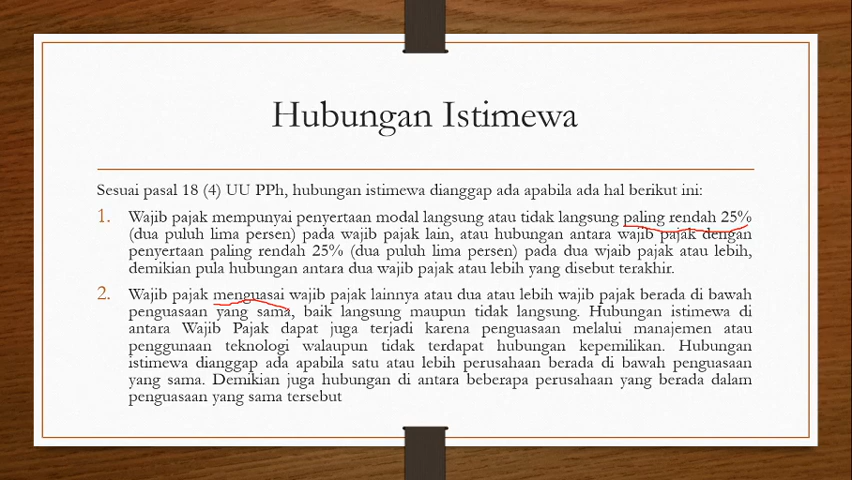 Hubungan Istimewa
Sesuai pasal 18 (4) UU PPh, hubungan istimewa dianggap ada apabila ada hal berikut ini:
1. Wajib pajak mempunyai penyertaan modal langsung atau tidak langsung paling rendah 25%
(dua puluh lima persen) pada wajib pajak lain, atau hubungan antara wajib pajak dengan
penyertaan paling rendah 25% (dua puluh lima persen) pada dua wjaib pajak atau lebih,
demikian pula hubungan antara dua wajib pajak atau lebih yang disebut terakhir.
2. Wajib pajak menguasai wajib pajak lainnya atau dua atau lebih wajib pajak berada di bawah
penguasaan yang sama, baik langsung maupun tidak langsung. Hubungan istimewa di
antara Wajib Pajak dapat juga terjadi karena penguasaan melalui manajemen atau
penggunaan teknologi walaupun tidak terdapat hubungan kepemilikan. Hubungan
istimewa dianggap ada apabila satu atau lebih perusahaan berada di bawah penguasaan
yang sama. Demikian juga hubungan di antara beberapa perusahaan yang berada dalam
penguasaan yang sama tersebut